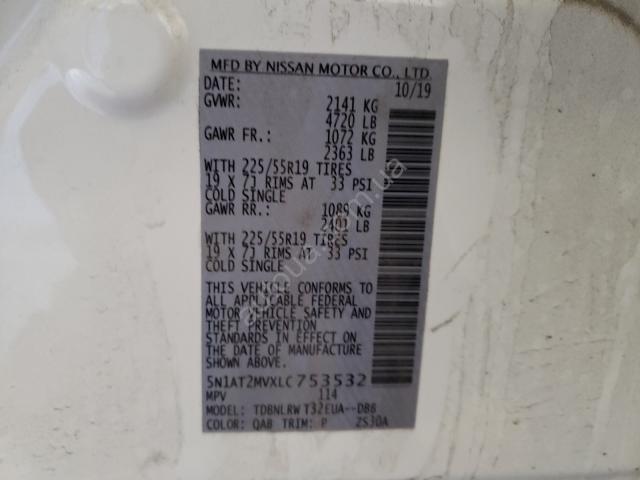 MFD BY NISSAN MOTOR CO., LTD.
DATE: 10/19
GVWR: 2141 KG
4720 LB
GAWR FR.: 1072 KG
2363 LB
WITH 225/55R19 TIRES
19 X 7J RIMS AT 33 PSI
COLD SINGLE
GAWR RR.: 1089 KG
2401 LB
WITH 225/55R19 TIRES
19 X 7J RIMS AT 33 PSI
COLD SINGLE
THIS VEHICLE CONFORMS TO
ALL APPLICABLE FEDERAL
MOTOR VEHICLE SAFETY AND
THEFT PREVENTION
STANDARDS IN EFFECT ON
THE DATE OF MANUFACTURE
SHOWN ABOVE.
5N1AT2MVXLC753532
MPV 114
MODEL: TDBNLRW T32EUA--DBB
COLOR: QAB TRIM: P 2S30A
autoua.com.ua